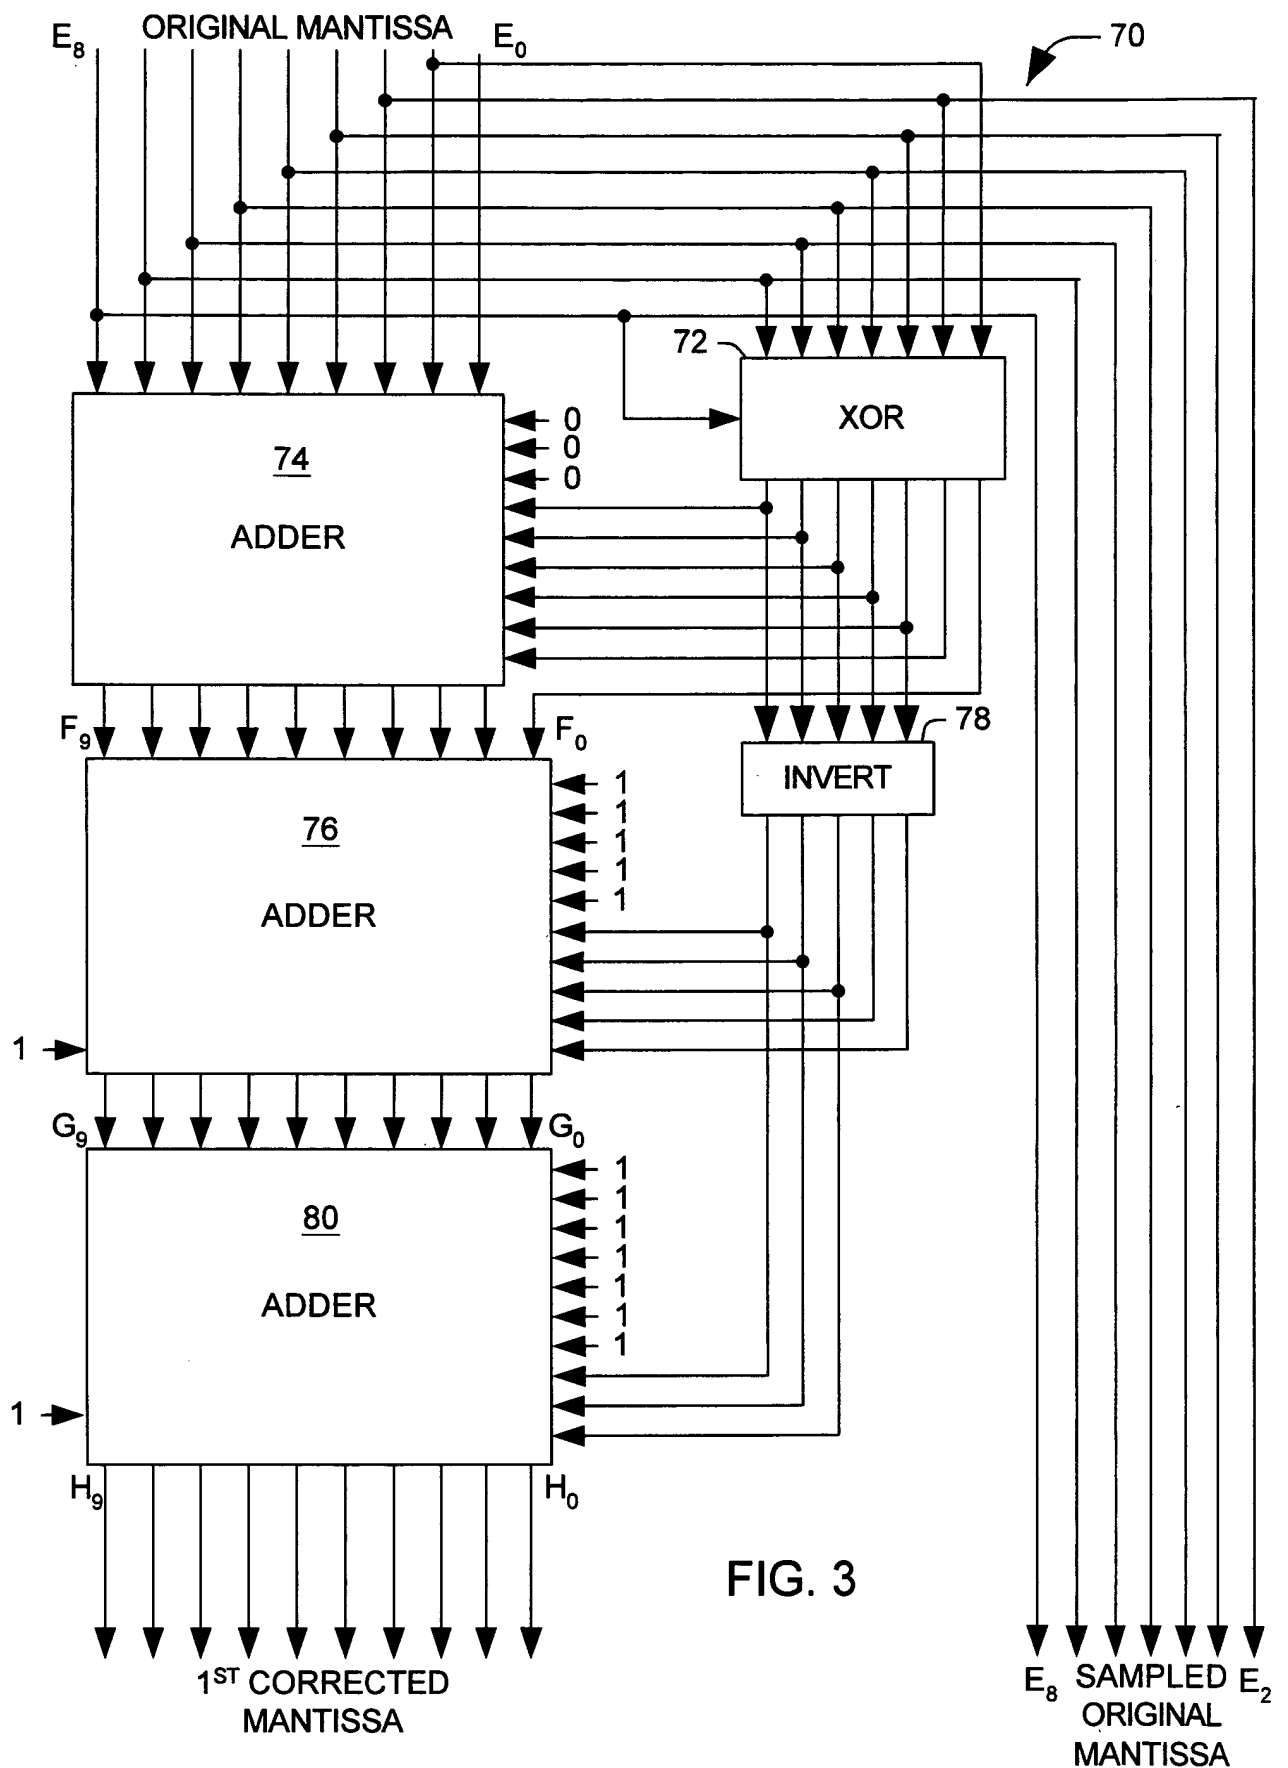 ORIGINAL MANTISSA
E8
E0
70
72
XOR
74
ADDER
0
0
0
F9
F0
78
INVERT
76
ADDER
1
1
1
1
1
1
G9
G0
80
ADDER
1
1
1
1
1
1
1
1
H9
H0
FIG. 3
1ST CORRECTED
MANTISSA
E8 SAMPLED E2
ORIGINAL
MANTISSA